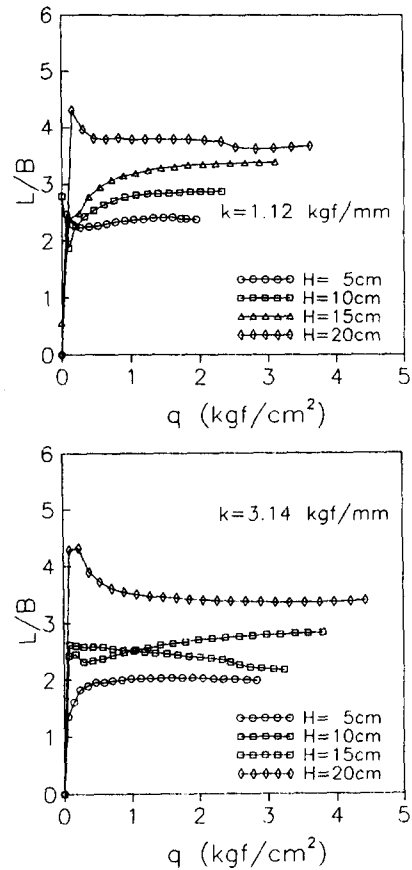 6
5
4
3
2
1
0
L/B
k=1.12 kgf/mm
H= 5cm
H=10cm
H=15cm
H=20cm
0 1 2 3 4 5
q (kgf/cm²)
6
5
4
3
2
1
0
L/B
k=3.14 kgf/mm
H= 5cm
H=10cm
H=15cm
H=20cm
0 1 2 3 4 5
q (kgf/cm²)